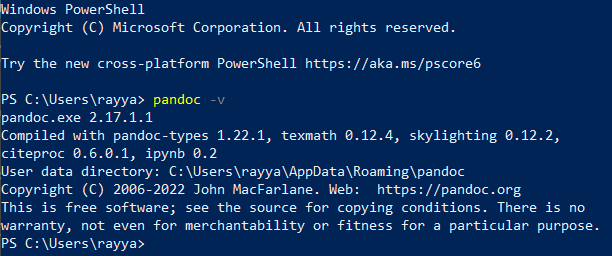 Windows PowerShell
Copyright (C) Microsoft Corporation. All rights reserved.
Try the new cross-platform PowerShell https://aka.ms/pscore6
PS C:\Users\rayya> pandoc -v
pandoc.exe 2.17.1.1
Compiled with pandoc-types 1.22.1, texmath 0.12.4, skylighting 0.12.2,
citeproc 0.6.0.1, ipynb 0.2
User data directory: C:\Users\rayya\AppData\Roaming\pandoc
Copyright (C) 2006-2022 John MacFarlane. Web:  https://pandoc.org
This is free software; see the source for copying conditions. There is no
warranty, not even for merchantability or fitness for a particular purpose.
PS C:\Users\rayya>